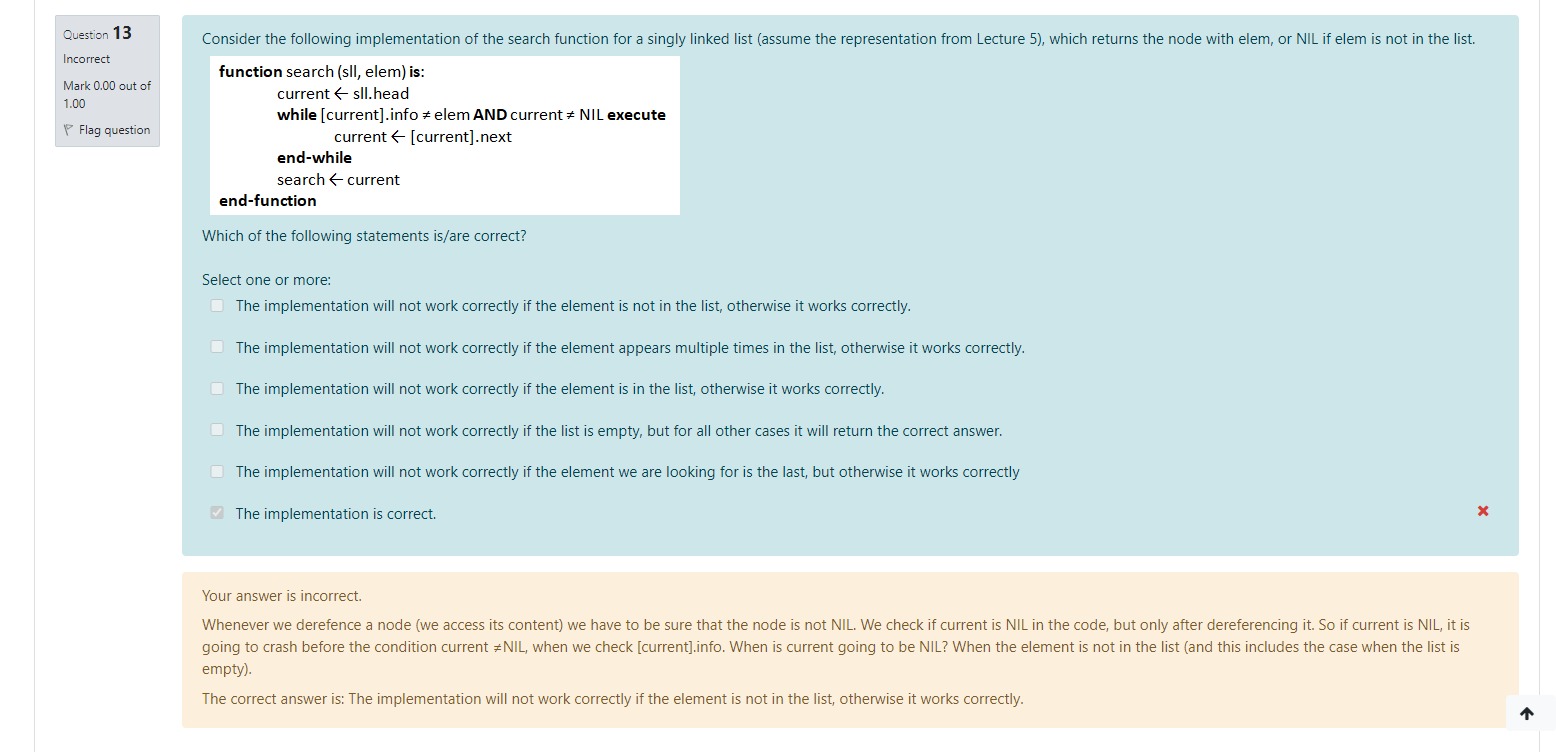 Question 13
Incorrect
Mark 0.00 out of
1.00
Flag question
Consider the following implementation of the search function for a singly linked list (assume the representation from Lecture 5), which returns the node with elem, or NIL if elem is not in the list.
function search (sll, elem) is:
current ← sll.head
while [current].info ≠ elem AND current ≠ NIL execute
current ← [current].next
end-while
search ← current
end-function
Which of the following statements is/are correct?
Select one or more:
The implementation will not work correctly if the element is not in the list, otherwise it works correctly.
The implementation will not work correctly if the element appears multiple times in the list, otherwise it works correctly.
The implementation will not work correctly if the element is in the list, otherwise it works correctly.
The implementation will not work correctly if the list is empty, but for all other cases it will return the correct answer.
The implementation will not work correctly if the element we are looking for is the last, but otherwise it works correctly
The implementation is correct.
Your answer is incorrect.
Whenever we derefence a node (we access its content) we have to be sure that the node is not NIL. We check if current is NIL in the code, but only after dereferencing it. So if current is NIL, it is
going to crash before the condition current ≠NIL, when we check [current].info. When is current going to be NIL? When the element is not in the list (and this includes the case when the list is
empty).
The correct answer is: The implementation will not work correctly if the element is not in the list, otherwise it works correctly.